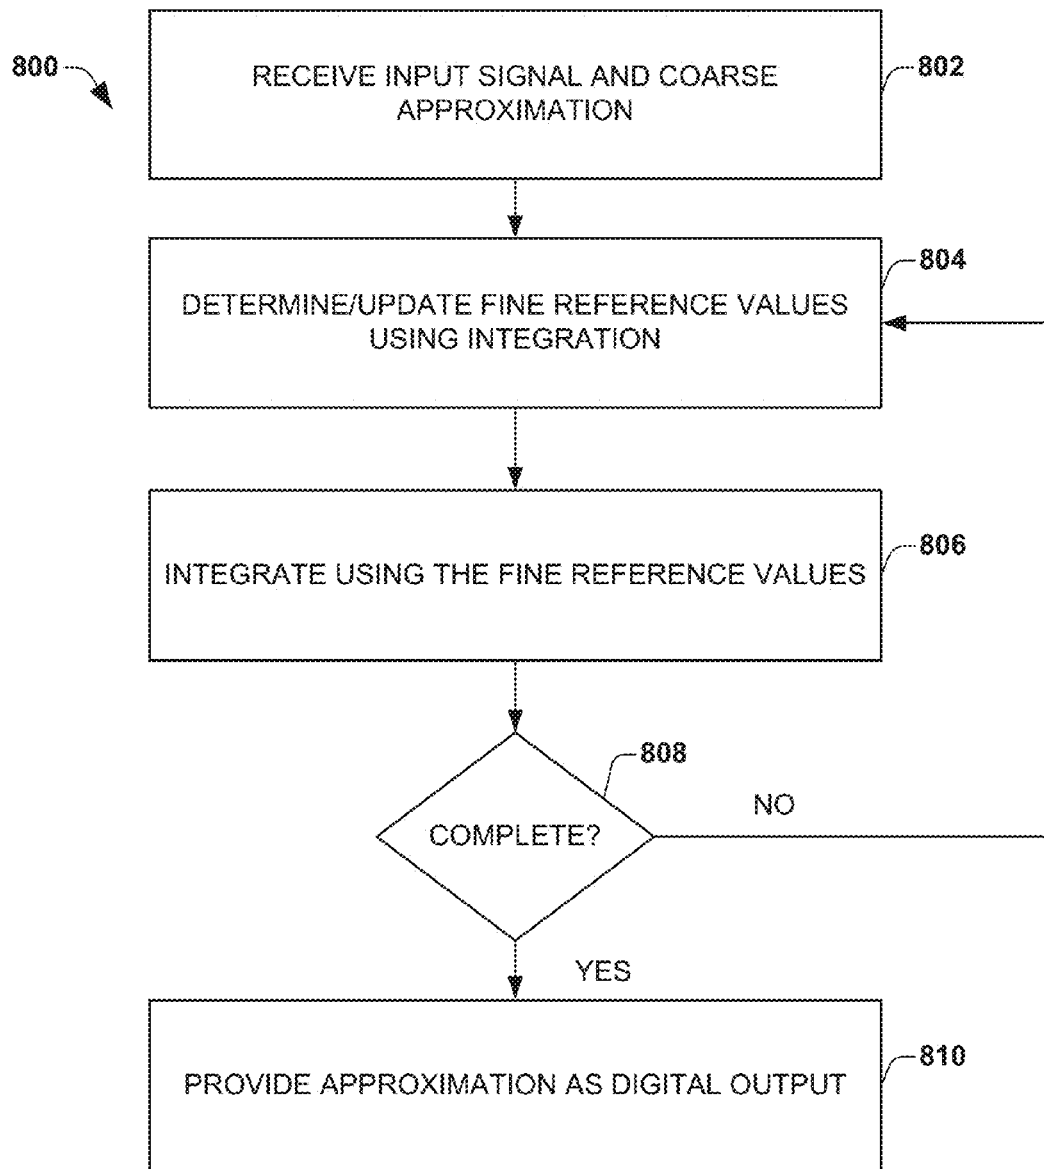 800
RECEIVE INPUT SIGNAL AND COARSE
APPROXIMATION
802
DETERMINE/UPDATE FINE REFERENCE VALUES
USING INTEGRATION
804
INTEGRATE USING THE FINE REFERENCE VALUES
806
COMPLETE?
808
NO
YES
PROVIDE APPROXIMATION AS DIGITAL OUTPUT
810